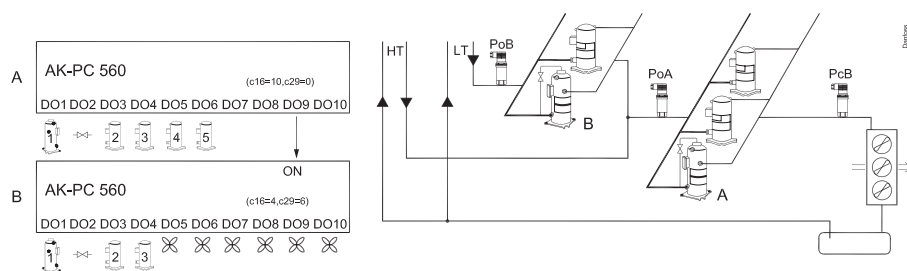 A
AK-PC 560
(c16=10,c29=0)
DO1 DO2 DO3 DO4 DO5 DO6 DO7 DO8 DO9 DO10
1 2 3 4 5
ON
B
AK-PC 560
(c16=4,c29=6)
DO1 DO2 DO3 DO4 DO5 DO6 DO7 DO8 DO9 DO10
1 2 3
HT
LT
PoB
B
PoA
A
PcB
Danfoss